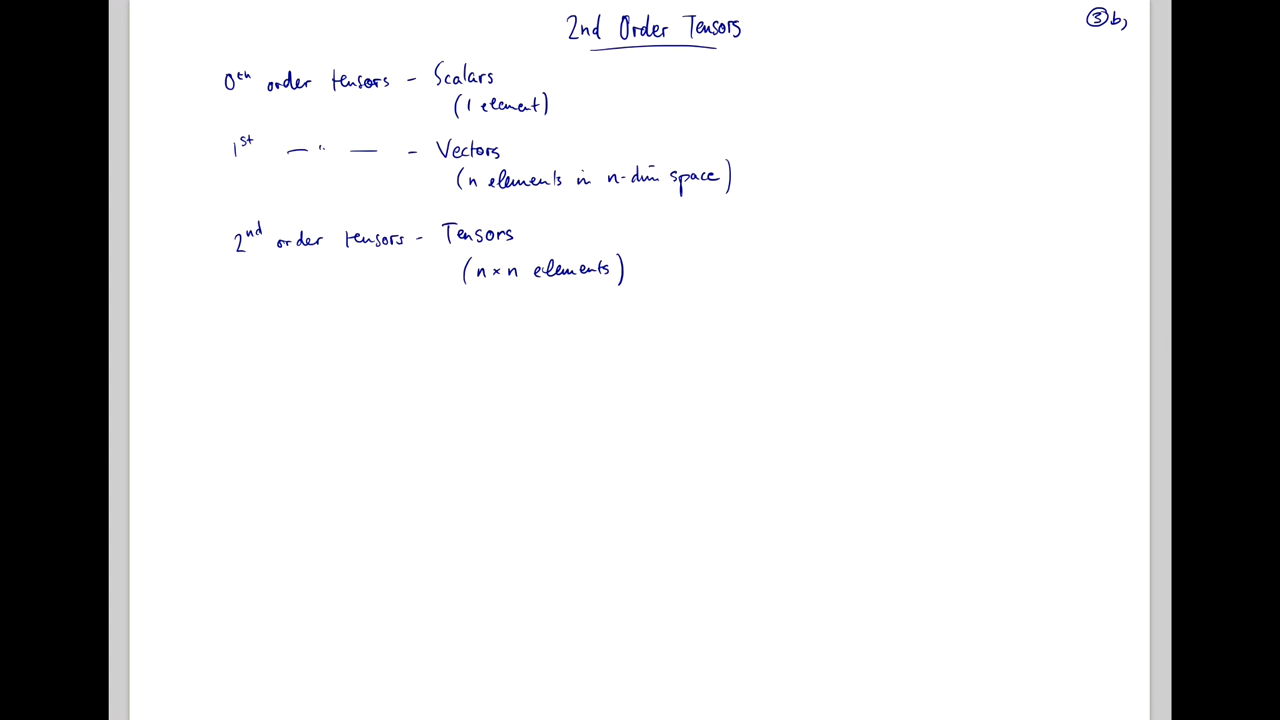 2nd Order Tensors
③b,
0th order tensors - Scalars
(1 element)
1st — " — - Vectors
(n elements in n-dim space)
2nd order tensors - Tensors
(n × n elements)